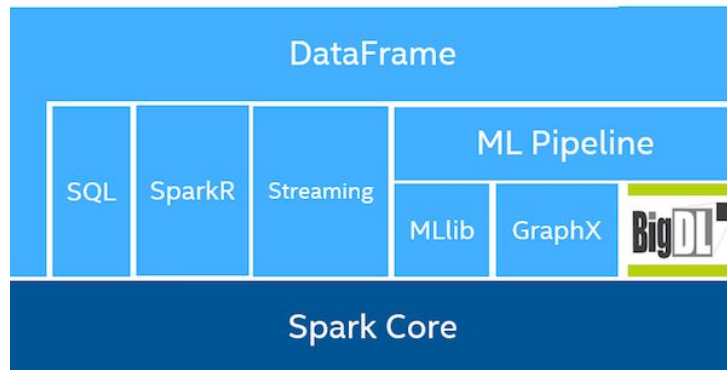 DataFrame
ML Pipeline
SQL
SparkR
Streaming
MLlib
GraphX
BigDL
Spark Core